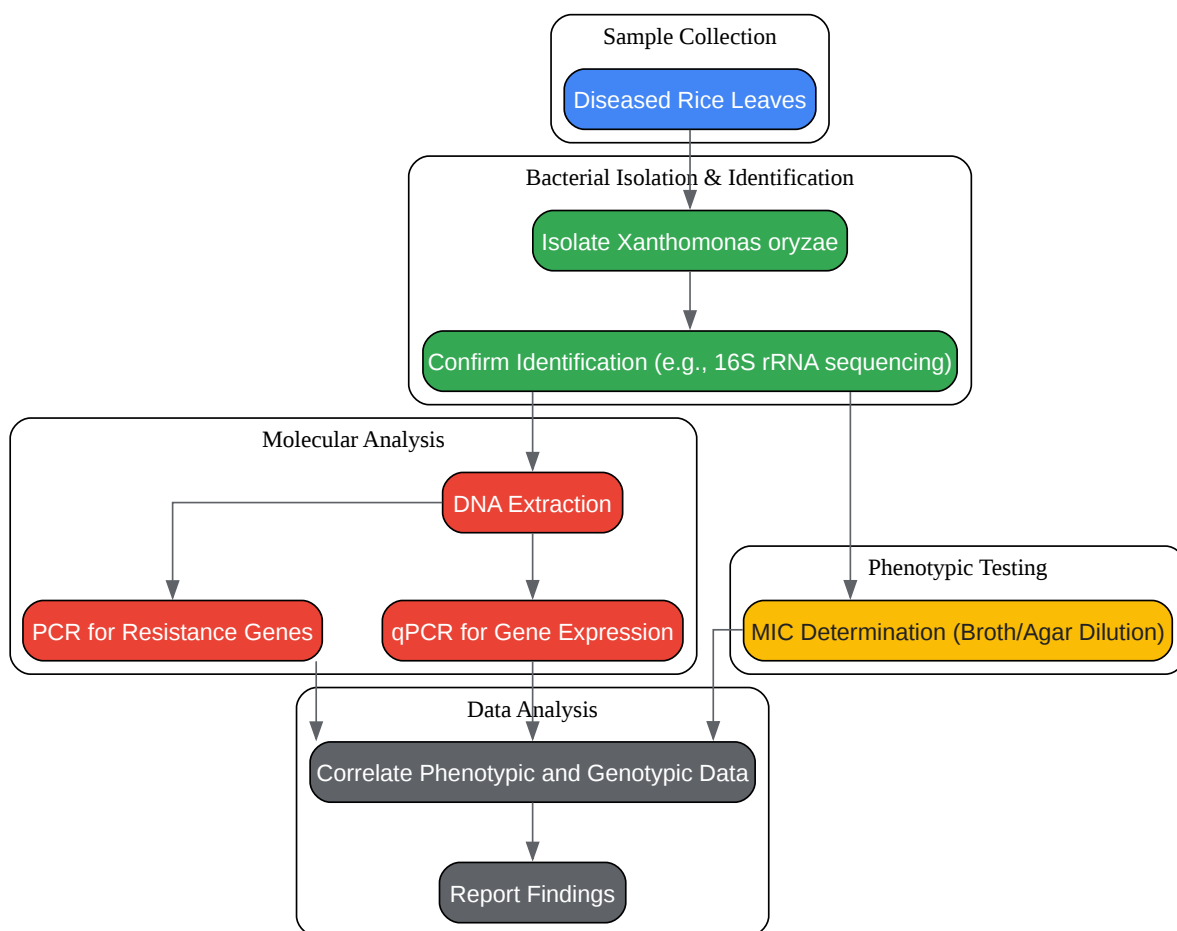 Sample Collection
Diseased Rice Leaves
Bacterial Isolation & Identification
Isolate Xanthomonas oryzae
Confirm Identification (e.g., 16S rRNA sequencing)
Molecular Analysis
DNA Extraction
PCR for Resistance Genes
qPCR for Gene Expression
Phenotypic Testing
MIC Determination (Broth/Agar Dilution)
Data Analysis
Correlate Phenotypic and Genotypic Data
Report Findings